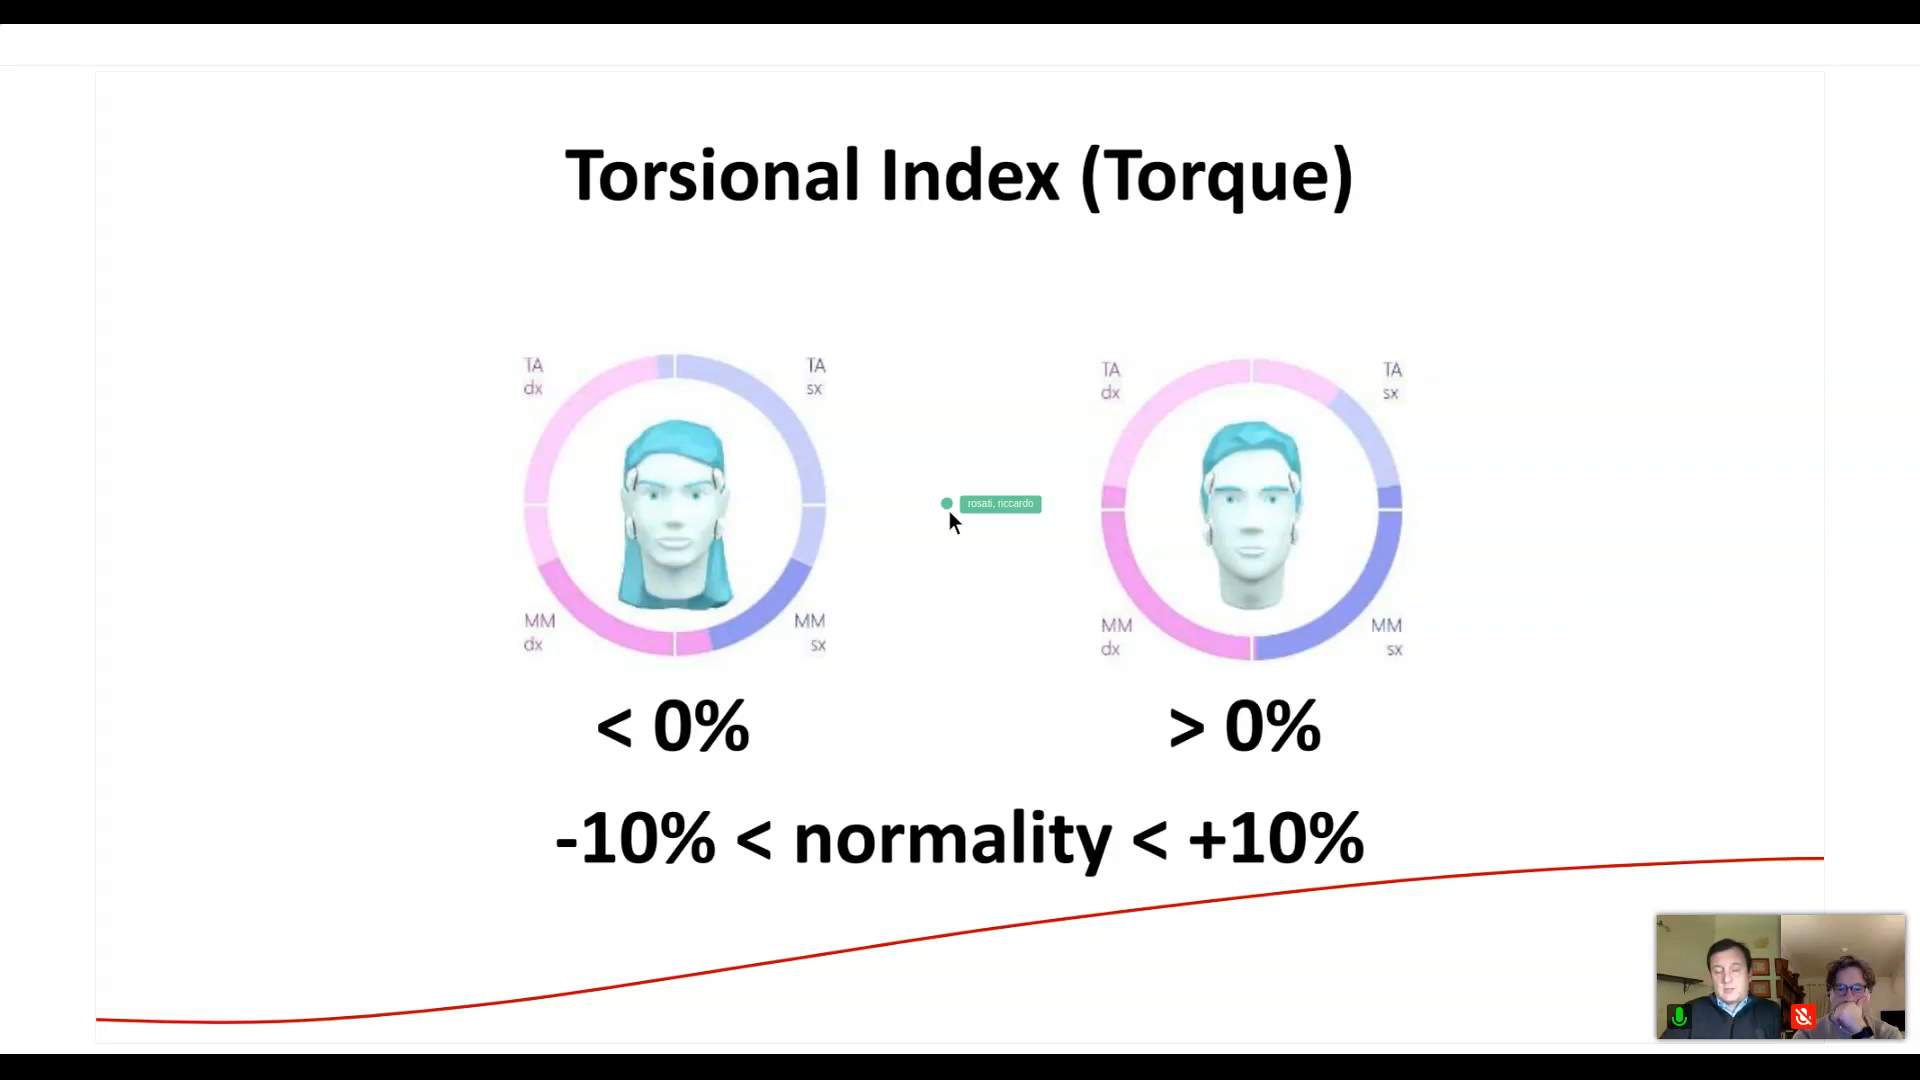 Torsional Index (Torque)
TA
dx
TA
sx
TA
dx
TA
sx
rosati, riccardo
MM
dx
MM
sx
MM
dx
MM
sx
< 0%
> 0%
-10% < normality < +10%